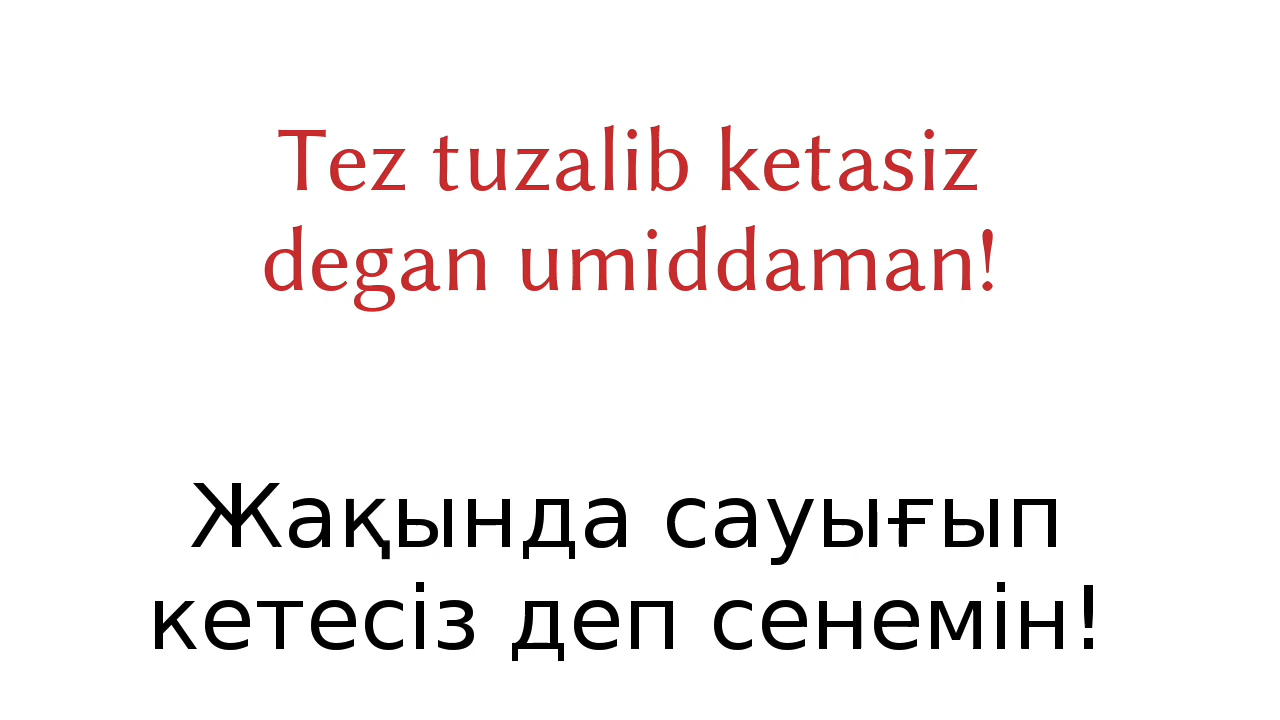 Tez tuzalib ketasiz
degan umiddaman!
Жақында сауығып
кетесіз деп сенемін!